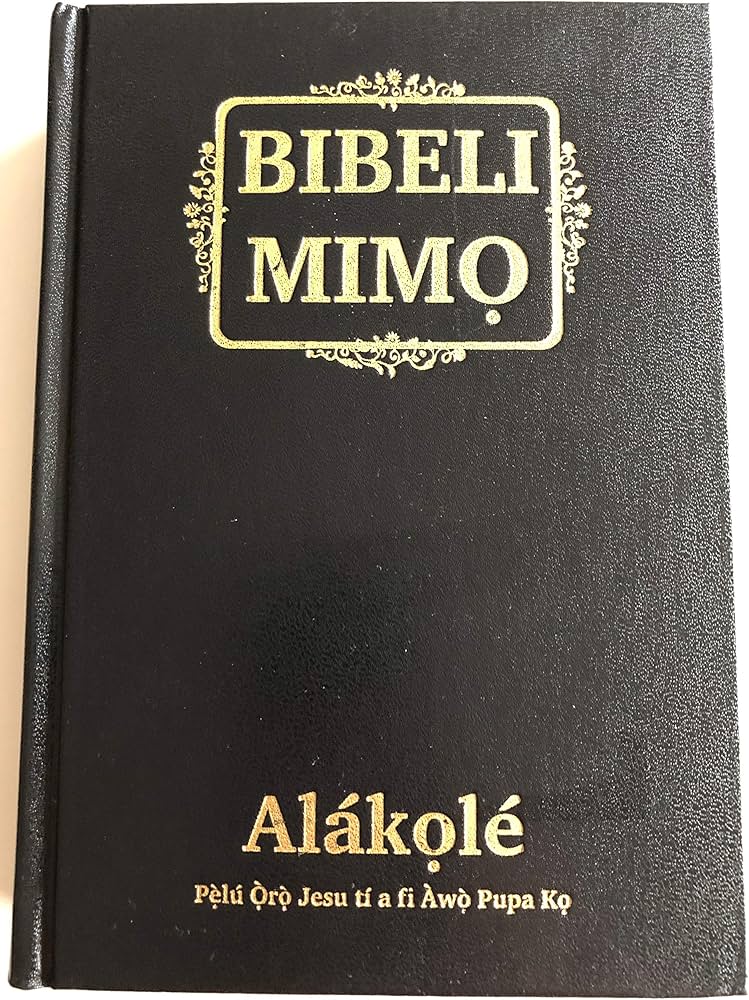 BIBELI
MIMỌ
Alákọlé
Pẹ̀lú Ọ̀rọ̀ Jesu tí a fi Àwọ̀ Pupa Kọ